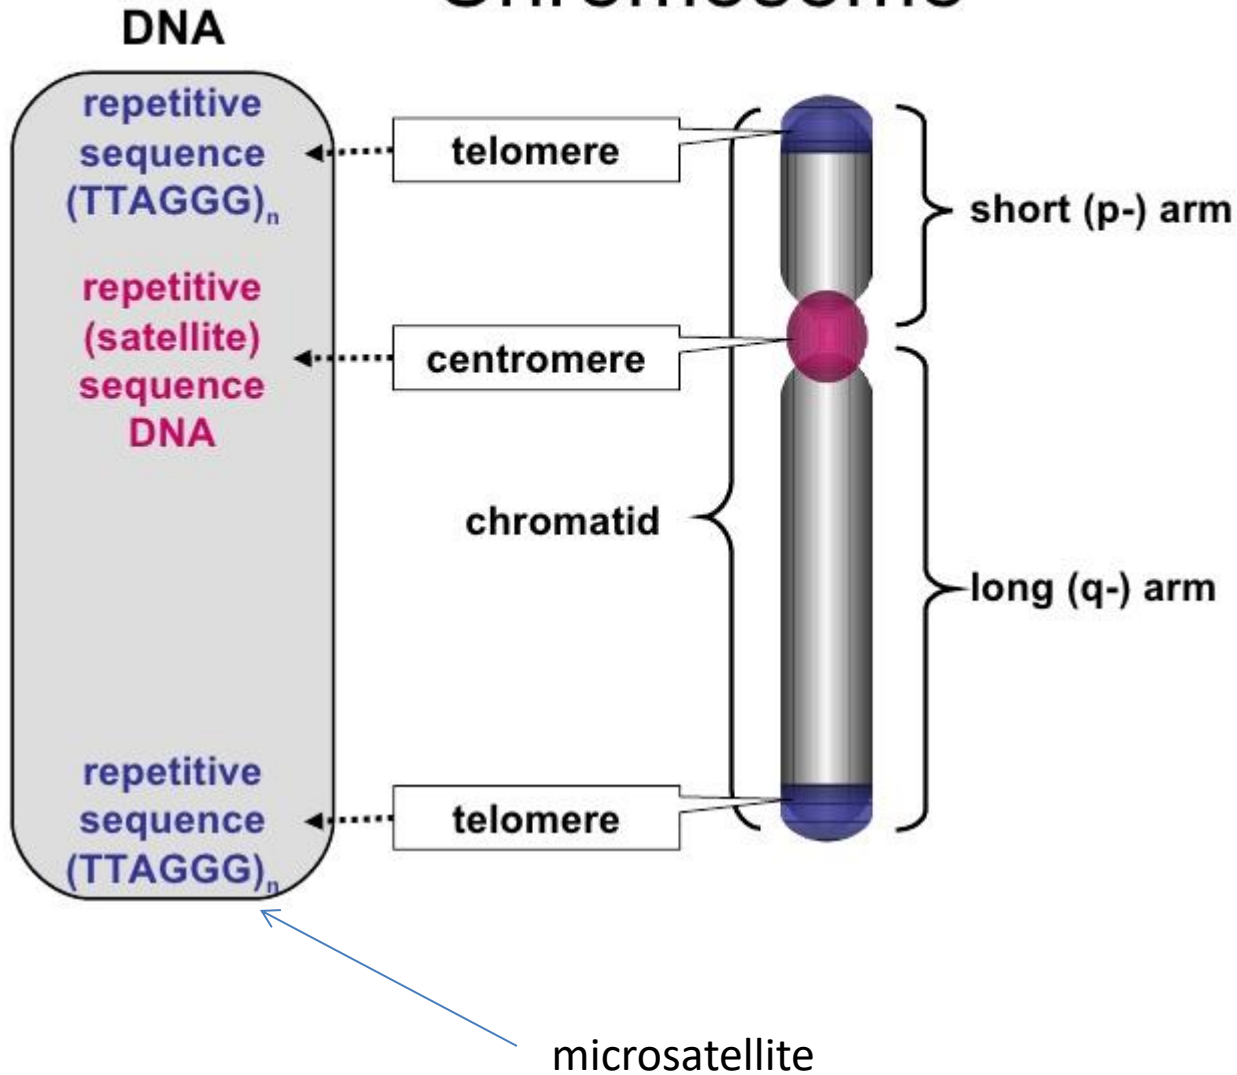 Chromosome
DNA
repetitive
sequence
(TTAGGG)n
telomere
short (p-) arm
repetitive
(satellite)
sequence
DNA
centromere
chromatid
long (q-) arm
repetitive
sequence
(TTAGGG)n
telomere
microsatellite